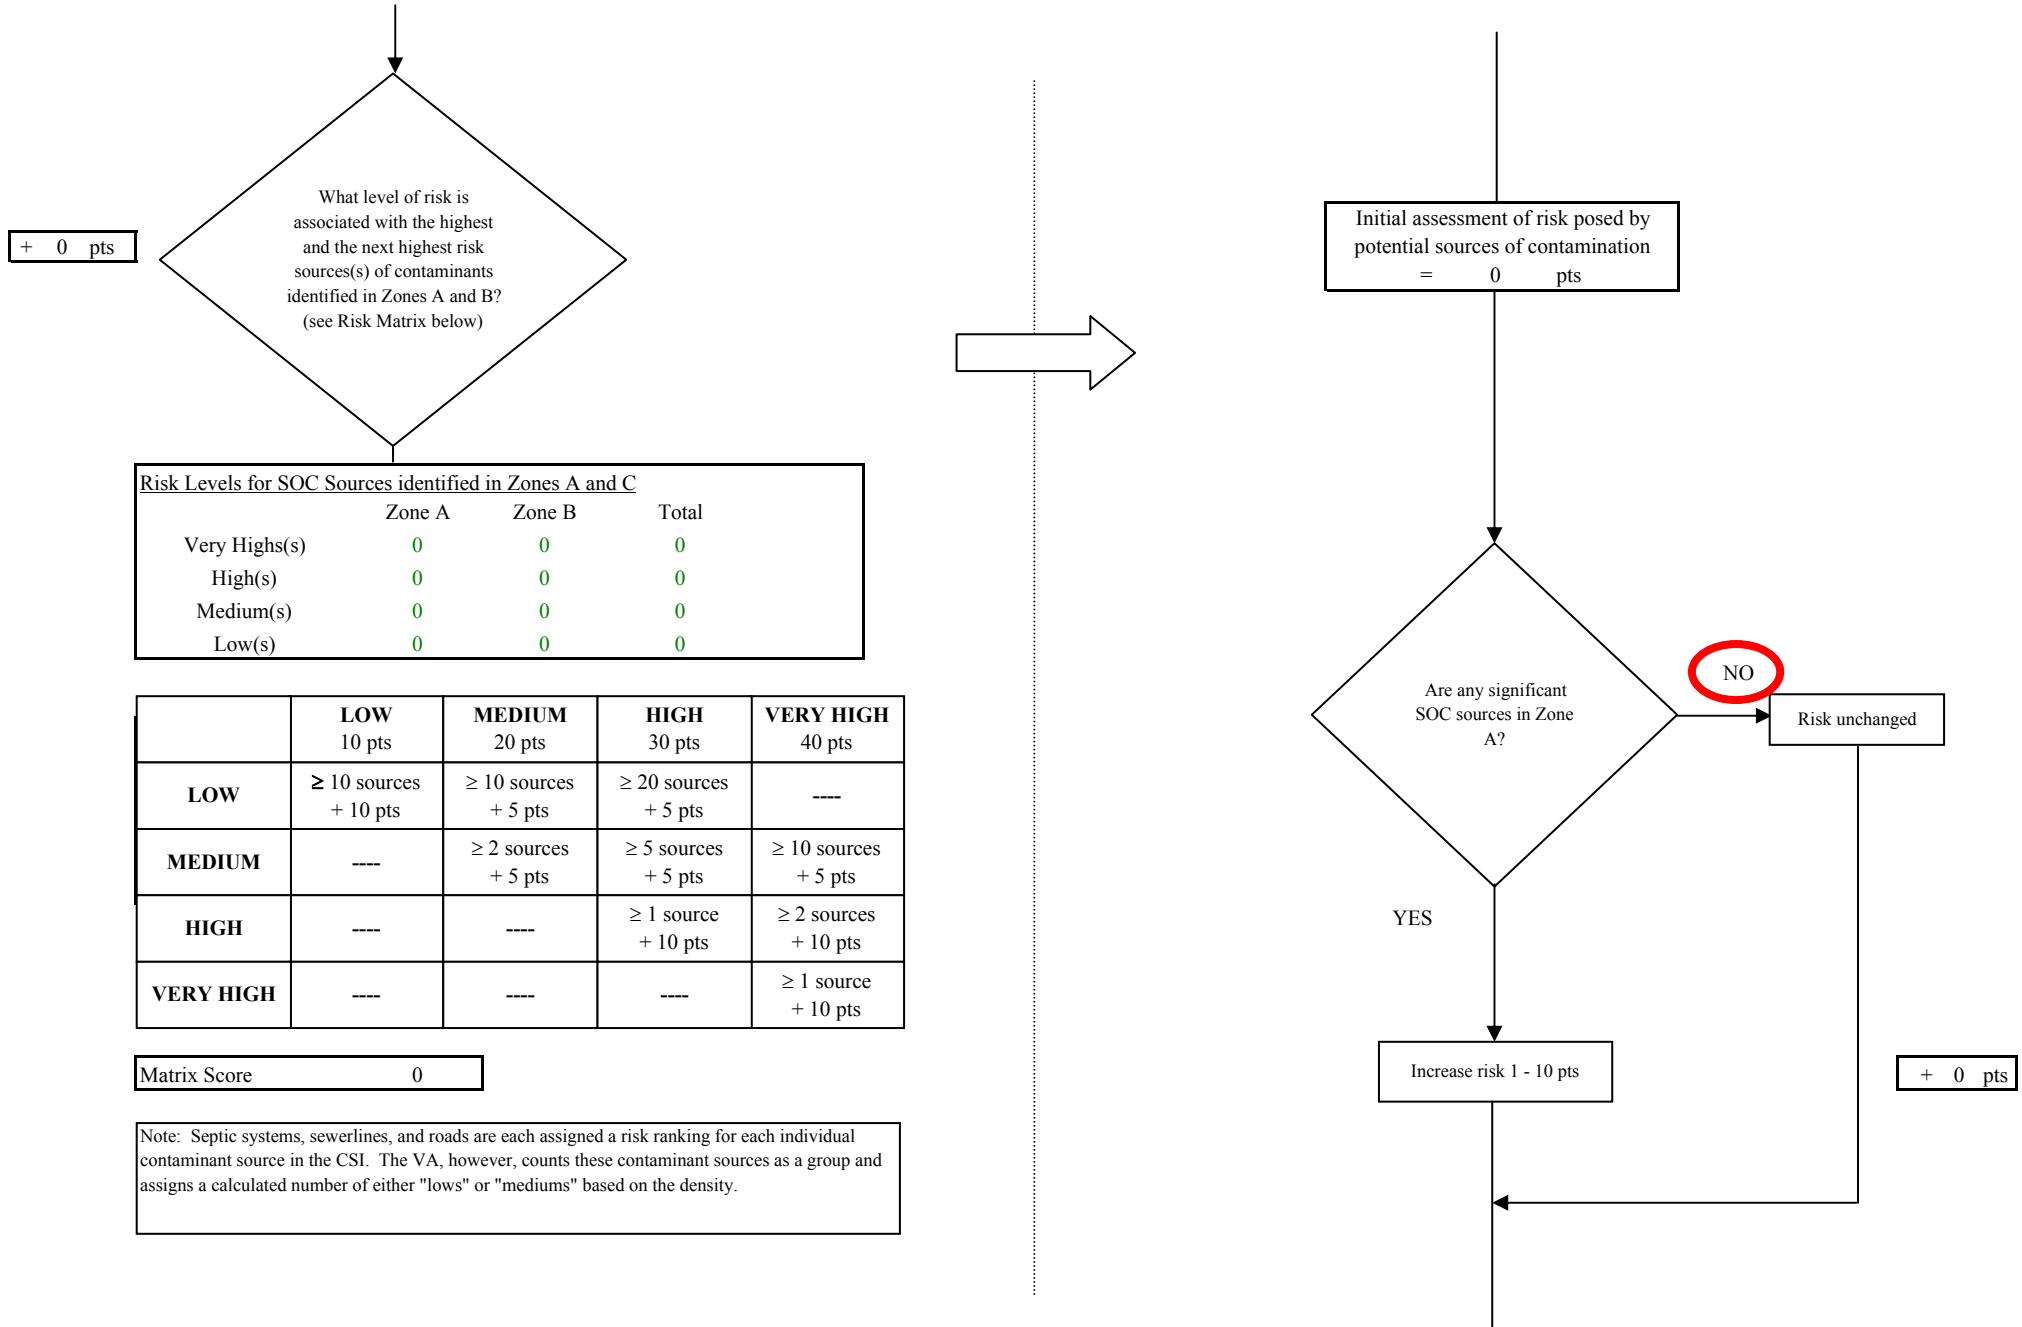 What level of risk is
associated with the highest
and the next highest risk
sources(s) of contaminants
identified in Zones A and B?
(see Risk Matrix below)
+ 0 pts
Risk Levels for SOC Sources identified in Zones A and C
Zone A Zone B Total
Very Highs(s) 0 0 0
High(s) 0 0 0
Medium(s) 0 0 0
Low(s) 0 0 0
LOW MEDIUM HIGH VERY HIGH
10 pts 20 pts 30 pts 40 pts
LOW ≥ 10 sources ≥ 10 sources ≥ 20 sources ----
+ 10 pts + 5 pts + 5 pts
MEDIUM ---- ≥ 2 sources ≥ 5 sources ≥ 10 sources
+ 5 pts + 5 pts + 5 pts
HIGH ---- ---- ≥ 1 source ≥ 2 sources
+ 10 pts + 10 pts
VERY HIGH ---- ---- ---- ≥ 1 source
+ 10 pts
Matrix Score 0
Note: Septic systems, sewerlines, and roads are each assigned a risk ranking for each individual
contaminant source in the CSI. The VA, however, counts these contaminant sources as a group and
assigns a calculated number of either "lows" or "mediums" based on the density.
Initial assessment of risk posed by
potential sources of contamination
= 0 pts
Are any significant
SOC sources in Zone
A?
NO
Risk unchanged
YES
Increase risk 1 - 10 pts
+ 0 pts